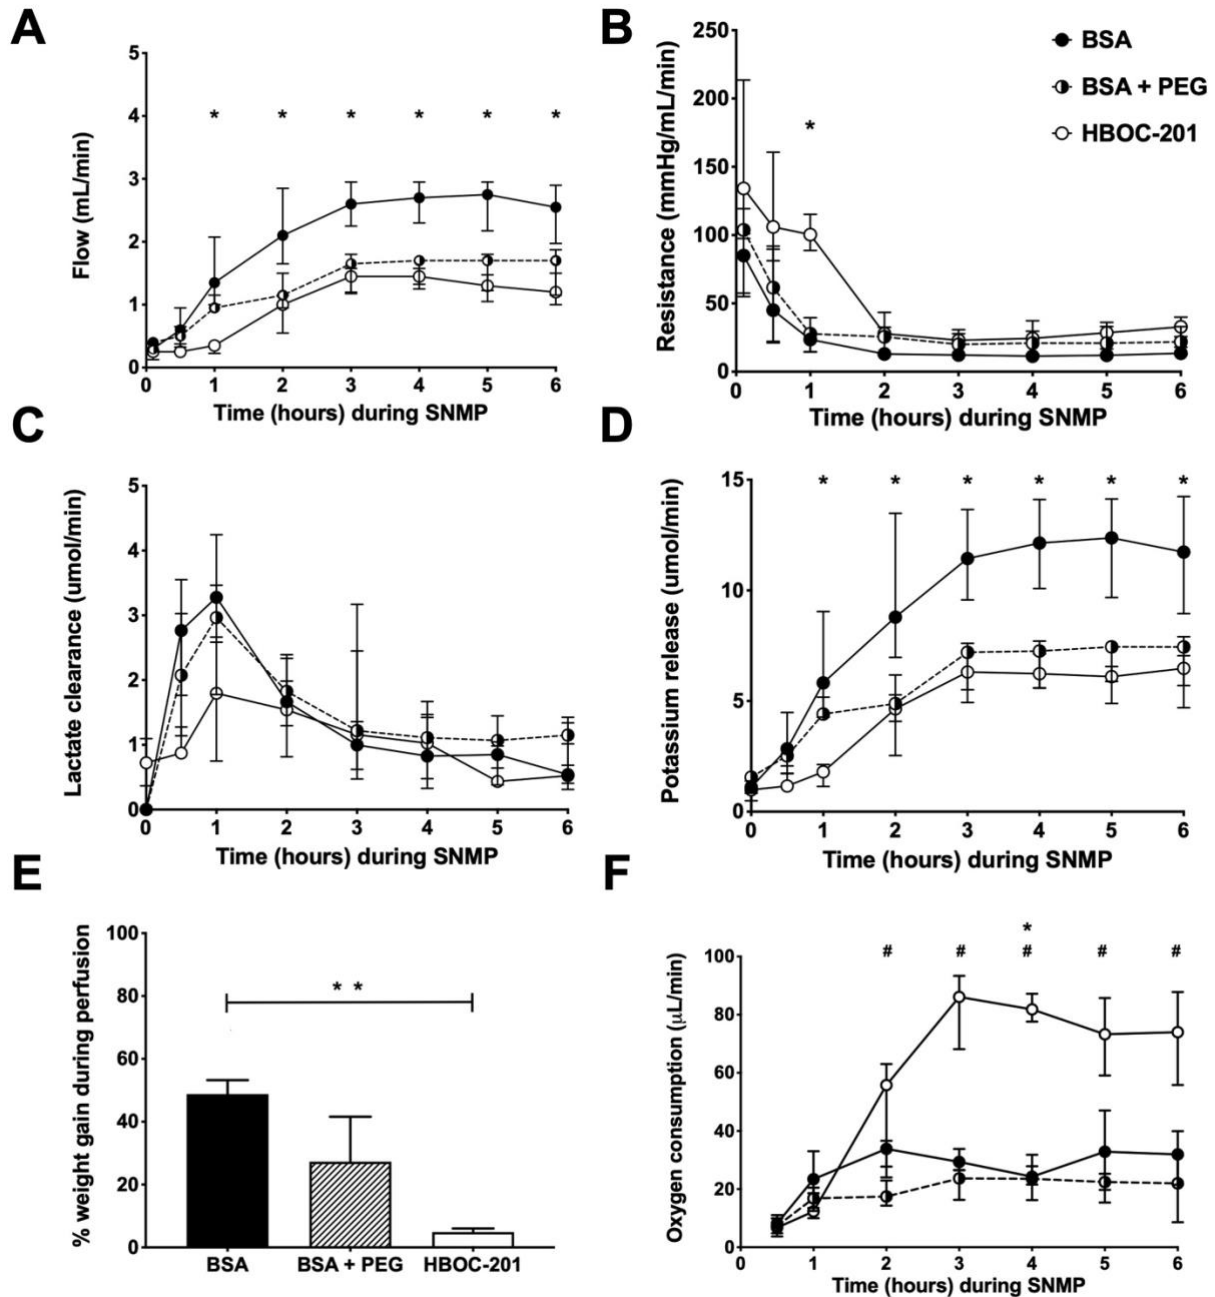 A
Flow (mL/min)
5
4
3
2
1
0
* * * * * *
0 1 2 3 4 5 6
Time (hours) during SNMP
B
Resistance (mmHg/mL/min)
250
200
150
100
50
0
*
BSA
BSA + PEG
HBOC-201
0 1 2 3 4 5 6
Time (hours) during SNMP
C
Lactate clearance (umol/min)
5
4
3
2
1
0
0 1 2 3 4 5 6
Time (hours) during SNMP
D
Potassium release (umol/min)
15
10
5
0
* * * * * *
0 1 2 3 4 5 6
Time (hours) during SNMP
E
% weight gain during perfusion
100
80
60
40
20
0
* *
BSA BSA + PEG HBOC-201
F
Oxygen consumption (μL/min)
100
80
60
40
20
0
*
# # # # #
0 1 2 3 4 5 6
Time (hours) during SNMP